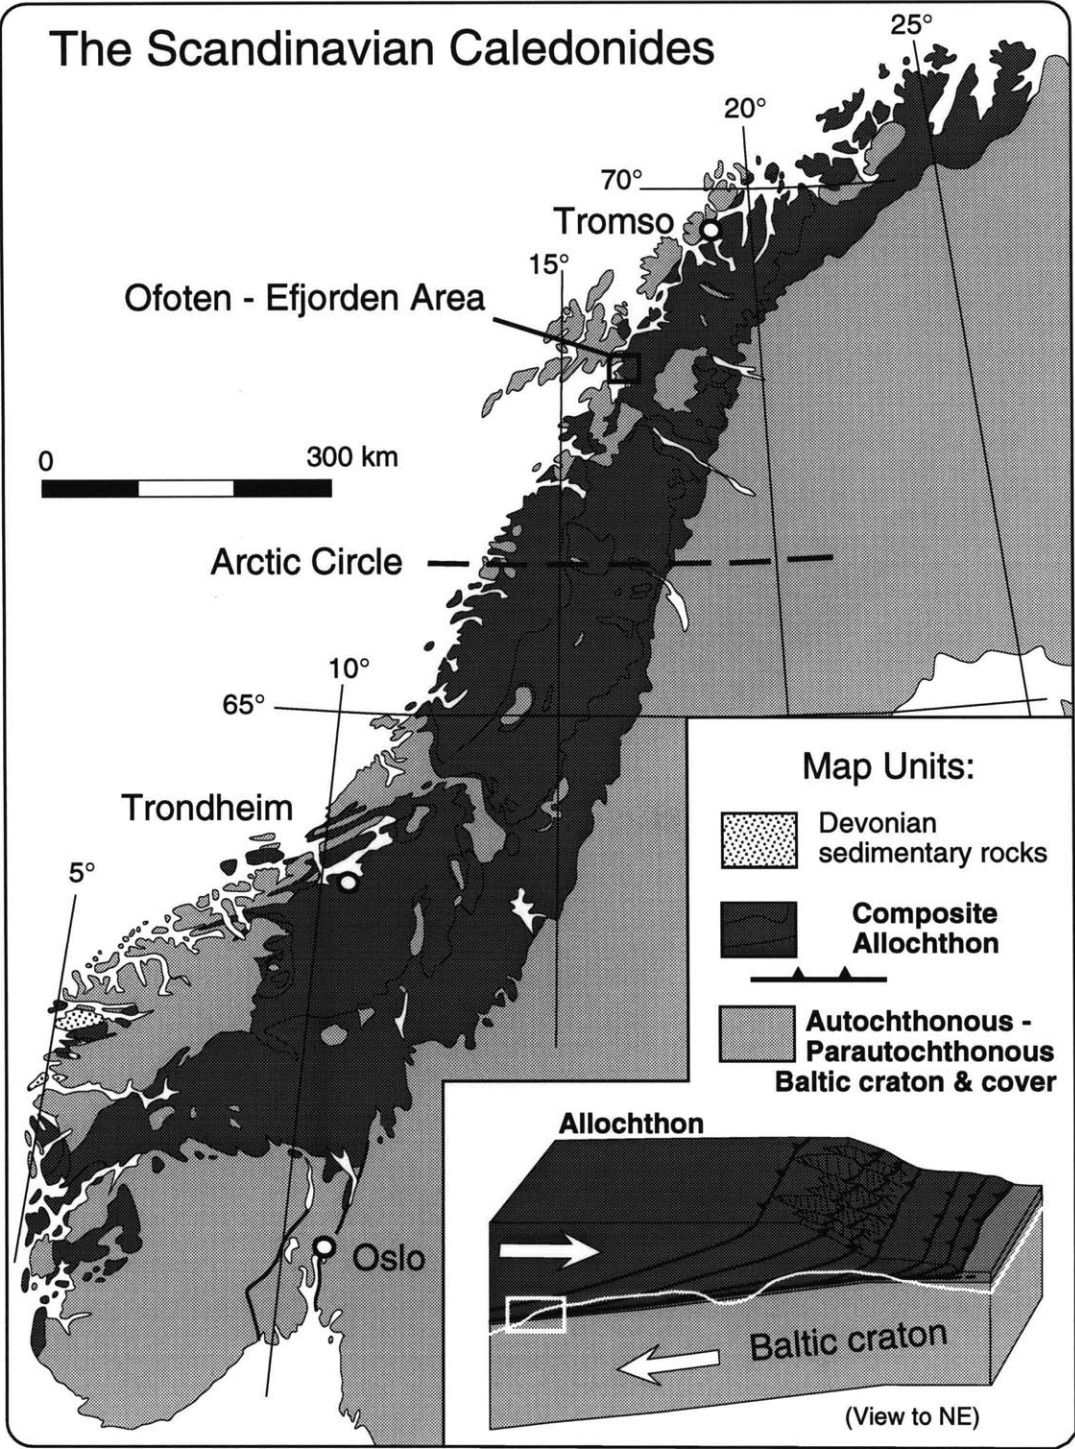 The Scandinavian Caledonides
25°
20°
70°
Tromso
15°
Ofoten - Efjorden Area
0
300 km
Arctic Circle
10°
65°
Trondheim
5°
Oslo
Map Units:
Devonian
sedimentary rocks
Composite
Allochthon
Autochthonous -
Parautochthonous
Baltic craton & cover
Allochthon
Baltic craton
(View to NE)